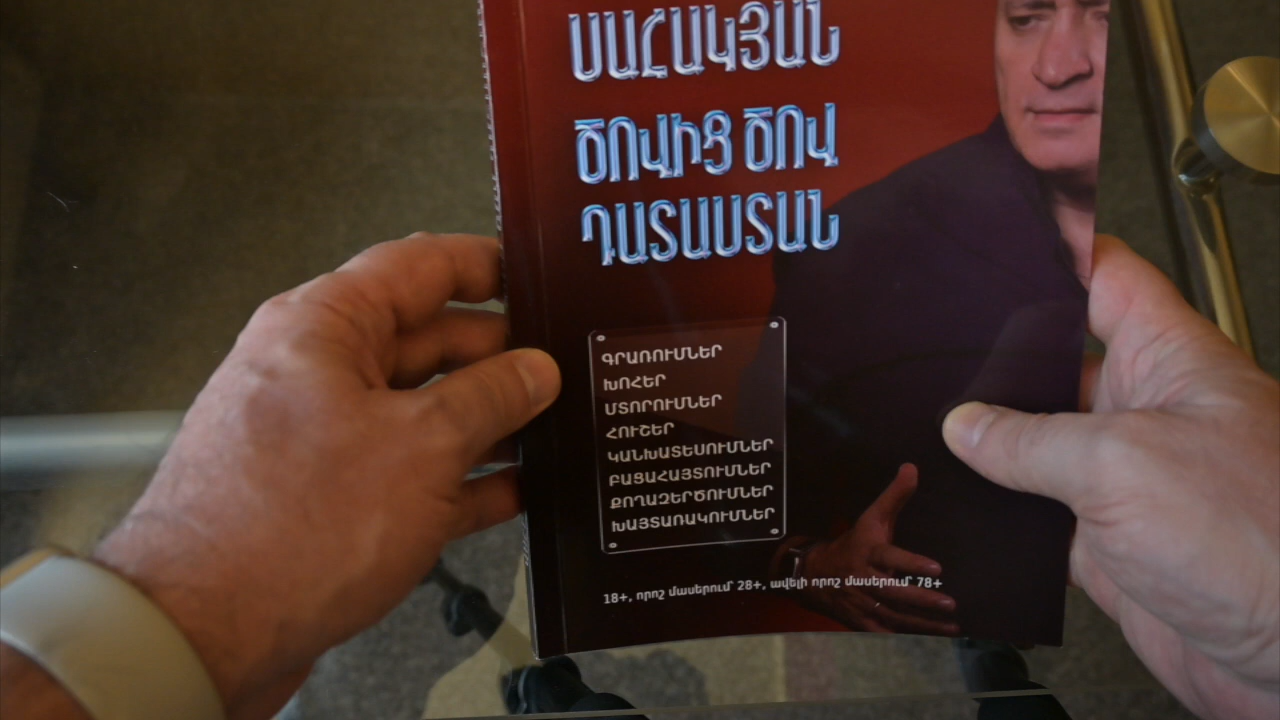 ՍԱՀԱԿՅԱՆ
ԾՈՎԻՑ ԾՈՎ
ԴԱՏԱՍՏԱՆ
ԳՐԱՌՈՒՄՆԵՐ
ԽՈՀԵՐ
ՄՏՈՐՈՒՄՆԵՐ
ՀՈՒՇԵՐ
ԿԱՆԽԱՏԵՍՈՒՄՆԵՐ
ԲԱՑԱՀԱՅՏՈՒՄՆԵՐ
ՔՈՂԱԶԵՐԾՈՒՄՆԵՐ
ԽԱՅՏԱՌԱԿՈՒՄՆԵՐ
18+, որոշ մասերում՝ 28+, ավելի որոշ մասերում՝ 78+